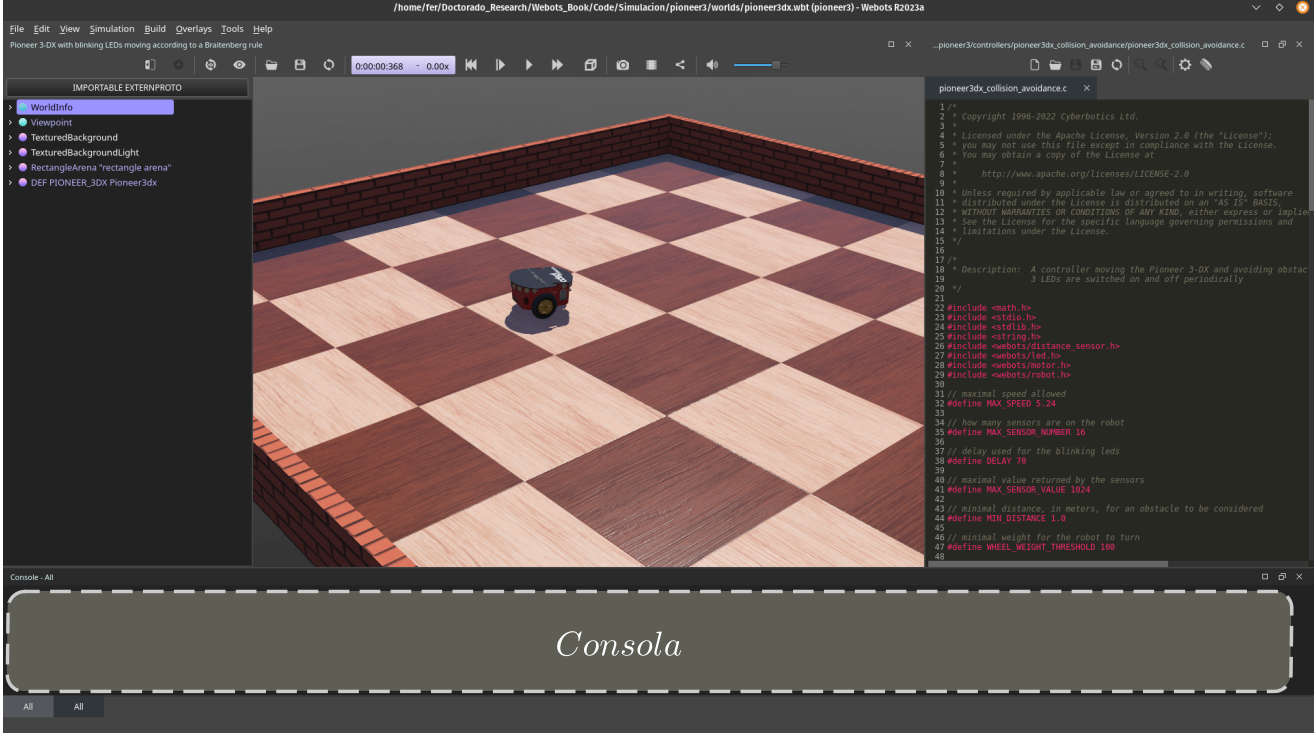 /home/fer/Doctorado_Research/Webots_Book/Code/Simulacion/pioneer3/worlds/pioneer3dx.wbt (pioneer3) - Webots R2023a
File Edit View Simulation Build Overlays Tools Help
Pioneer 3-DX with blinking LEDs moving according to a Braitenberg rule
0:00:00:368 - 0.00x
IMPORTABLE EXTERNPROTO
WorldInfo
Viewpoint
TexturedBackground
TexturedBackgroundLight
RectangleArena "rectangle arena"
DEF PIONEER_3DX Pioneer3dx
...pioneer3/controllers/pioneer3dx_collision_avoidance/pioneer3dx_collision_avoidance.c
pioneer3dx_collision_avoidance.c
1 /*
2 * Copyright 1996-2022 Cyberbotics Ltd.
3 *
4 * Licensed under the Apache License, Version 2.0 (the "License");
5 * you may not use this file except in compliance with the License.
6 * You may obtain a copy of the License at
7 *
8 *     http://www.apache.org/licenses/LICENSE-2.0
9 *
10 * Unless required by applicable law or agreed to in writing, software
11 * distributed under the License is distributed on an "AS IS" BASIS,
12 * WITHOUT WARRANTIES OR CONDITIONS OF ANY KIND, either express or implie
13 * See the License for the specific language governing permissions and
14 * limitations under the License.
15 */
16
17 /*
18 * Description:  A controller moving the Pioneer 3-DX and avoiding obstac
19               3 LEDs are switched on and off periodically
20 */
21
22 #include <math.h>
23 #include <stdio.h>
24 #include <stdlib.h>
25 #include <string.h>
26 #include <webots/distance_sensor.h>
27 #include <webots/led.h>
28 #include <webots/motor.h>
29 #include <webots/robot.h>
30
31 // maximal speed allowed
32 #define MAX_SPEED 5.24
33
34 // how many sensors are on the robot
35 #define MAX_SENSOR_NUMBER 16
36
37 // delay used for the blinking leds
38 #define DELAY 70
39
40 // maximal value returned by the sensors
41 #define MAX_SENSOR_VALUE 1024
42
43 // minimal distance, in meters, for an obstacle to be considered
44 #define MIN_DISTANCE 1.0
45
46 // minimal weight for the robot to turn
47 #define WHEEL_WEIGHT_THRESHOLD 100
48
Console - All
Consola
All All